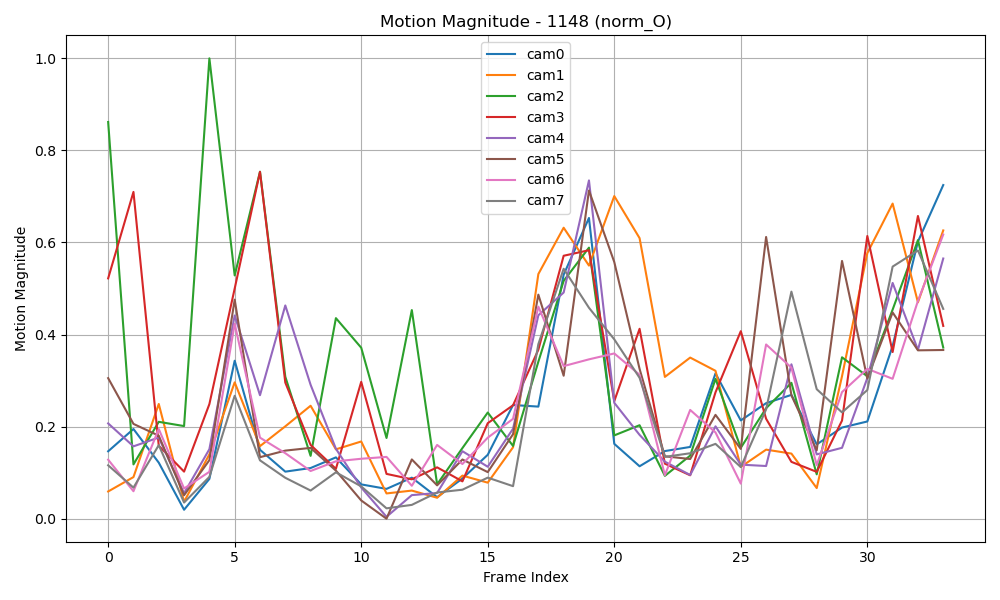 Motion Magnitude - 1148 (norm_O)
cam0
cam1
cam2
cam3
cam4
cam5
cam6
cam7
1.0
0.8
0.6
0.4
0.2
0.0
Motion Magnitude
0 5 10 15 20 25 30
Frame Index